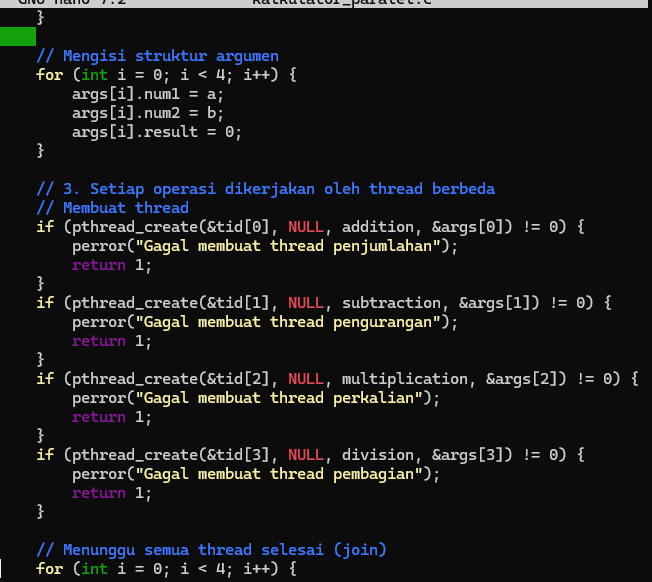 GNU nano 7.2 kalkulator_paralel.c
    }

    // Mengisi struktur argumen
    for (int i = 0; i < 4; i++) {
        args[i].num1 = a;
        args[i].num2 = b;
        args[i].result = 0;
    }

    // 3. Setiap operasi dikerjakan oleh thread berbeda
    // Membuat thread
    if (pthread_create(&tid[0], NULL, addition, &args[0]) != 0) {
        perror("Gagal membuat thread penjumlahan");
        return 1;
    }
    if (pthread_create(&tid[1], NULL, subtraction, &args[1]) != 0) {
        perror("Gagal membuat thread pengurangan");
        return 1;
    }
    if (pthread_create(&tid[2], NULL, multiplication, &args[2]) != 0) {
        perror("Gagal membuat thread perkalian");
        return 1;
    }
    if (pthread_create(&tid[3], NULL, division, &args[3]) != 0) {
        perror("Gagal membuat thread pembagian");
        return 1;
    }

    // Menunggu semua thread selesai (join)
    for (int i = 0; i < 4; i++) {